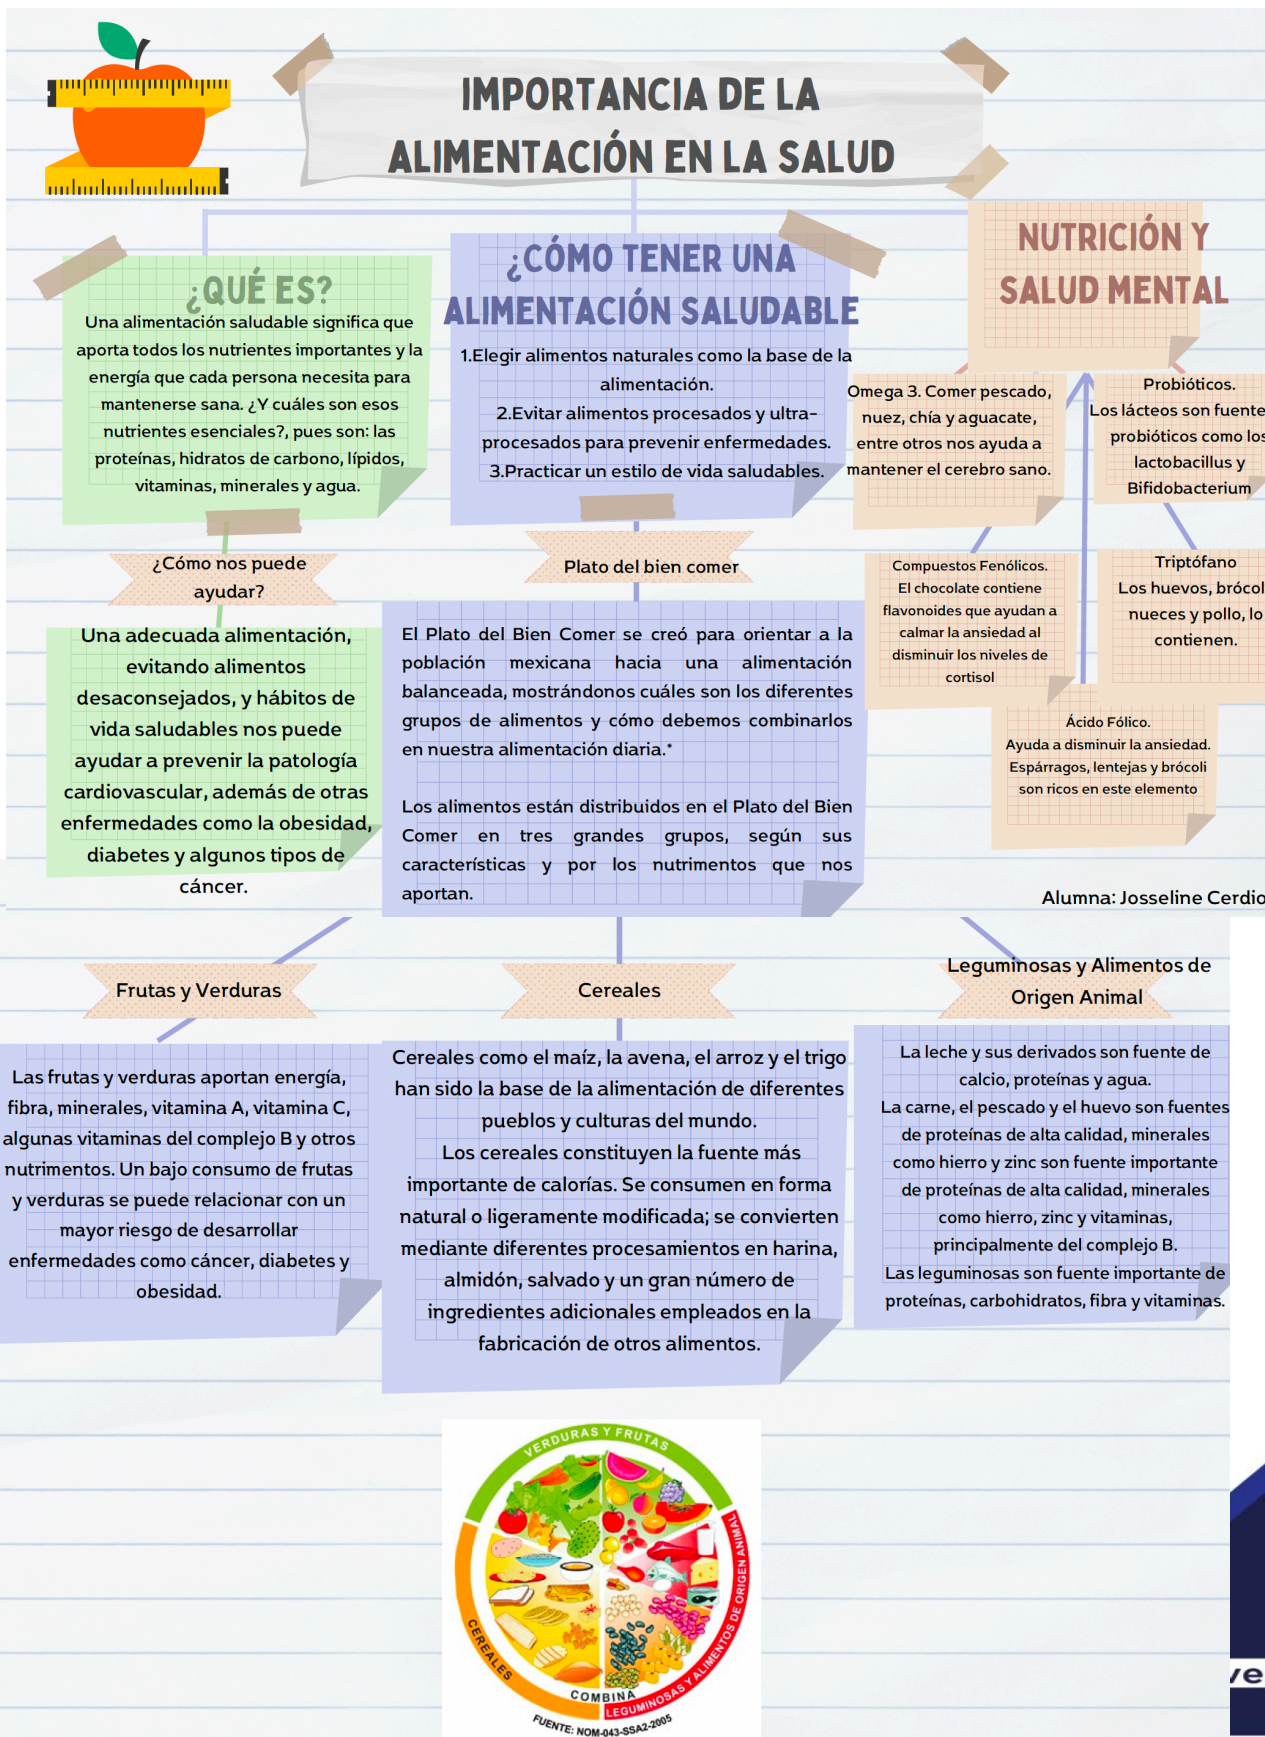 IMPORTANCIA DE LA
ALIMENTACIÓN EN LA SALUD
¿QUÉ ES?
Una alimentación saludable significa que
aporta todos los nutrientes importantes y la
energía que cada persona necesita para
mantenerse sana. ¿Y cuáles son esos
nutrientes esenciales?, pues son: las
proteínas, hidratos de carbono, lípidos,
vitaminas, minerales y agua.
¿Cómo nos puede
ayudar?
Una adecuada alimentación,
evitando alimentos
desaconsejados, y hábitos de
vida saludables nos puede
ayudar a prevenir la patología
cardiovascular, además de otras
enfermedades como la obesidad,
diabetes y algunos tipos de
cáncer.
¿CÓMO TENER UNA
ALIMENTACIÓN SALUDABLE
1.Elegir alimentos naturales como la base de la
alimentación.
2.Evitar alimentos procesados y ultra-
procesados para prevenir enfermedades.
3.Practicar un estilo de vida saludables.
Plato del bien comer
El Plato del Bien Comer se creó para orientar a la
población mexicana hacia una alimentación
balanceada, mostrándonos cuáles son los diferentes
grupos de alimentos y cómo debemos combinarlos
en nuestra alimentación diaria.*
Los alimentos están distribuidos en el Plato del Bien
Comer en tres grandes grupos, según sus
características y por los nutrimentos que nos
aportan.
NUTRICIÓN Y
SALUD MENTAL
Omega 3. Comer pescado,
nuez, chía y aguacate,
entre otros nos ayuda a
mantener el cerebro sano.
Probióticos.
Los lácteos son fuente
probióticos como los
lactobacillus y
Bifidobacterium
Compuestos Fenólicos.
El chocolate contiene
flavonoides que ayudan a
calmar la ansiedad al
disminuir los niveles de
cortisol
Triptófano
Los huevos, brócol
nueces y pollo, lo
contienen.
Ácido Fólico.
Ayuda a disminuir la ansiedad.
Espárragos, lentejas y brócoli
son ricos en este elemento
Alumna: Josseline Cerdio
Frutas y Verduras
Las frutas y verduras aportan energía,
fibra, minerales, vitamina A, vitamina C,
algunas vitaminas del complejo B y otros
nutrimentos. Un bajo consumo de frutas
y verduras se puede relacionar con un
mayor riesgo de desarrollar
enfermedades como cáncer, diabetes y
obesidad.
Cereales
Cereales como el maíz, la avena, el arroz y el trigo
han sido la base de la alimentación de diferentes
pueblos y culturas del mundo.
Los cereales constituyen la fuente más
importante de calorías. Se consumen en forma
natural o ligeramente modificada; se convierten
mediante diferentes procesamientos en harina,
almidón, salvado y un gran número de
ingredientes adicionales empleados en la
fabricación de otros alimentos.
Leguminosas y Alimentos de
Origen Animal
La leche y sus derivados son fuente de
calcio, proteínas y agua.
La carne, el pescado y el huevo son fuentes
de proteínas de alta calidad, minerales
como hierro y zinc son fuente importante
de proteínas de alta calidad, minerales
como hierro, zinc y vitaminas,
principalmente del complejo B.
Las leguminosas son fuente importante de
proteínas, carbohidratos, fibra y vitaminas.
VERDURAS Y FRUTAS
CEREALES
LEGUMINOSAS Y ALIMENTOS DE ORIGEN ANIMAL
COMBINA
FUENTE: NOM-043-SSA2-2005